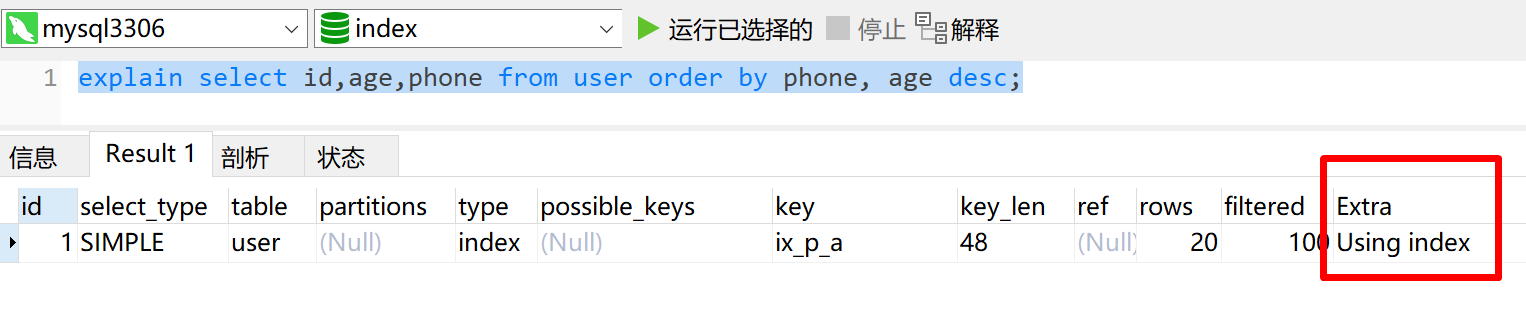 mysql3306 index 运行已选择的 停止 解释
1 explain select id,age,phone from user order by phone, age desc;
信息 Result 1 剖析 状态
id select_type table partitions type possible_keys key key_len ref rows filtered Extra
1 SIMPLE user (Null) index (Null) ix_p_a 48 (Null) 20 100 Using index